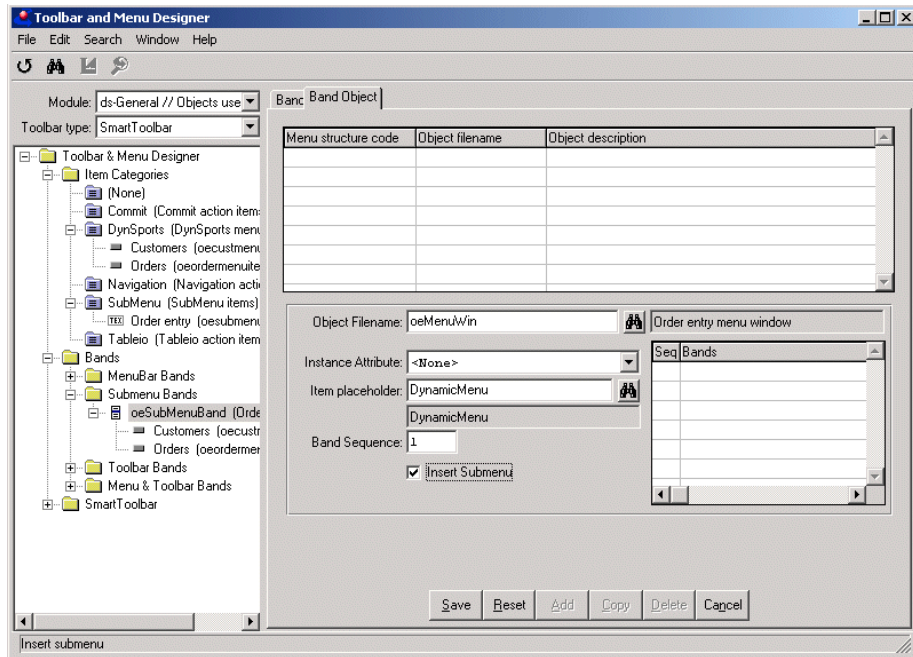 Toolbar and Menu Designer
File Edit Search Window Help
Module: ds-General // Objects use
Toolbar type: SmartToolbar
Toolbar & Menu Designer
Item Categories
(None)
Commit (Commit action item
DynSports (DynSports menu
Customers (oecustmenu
Orders (oeordermenuite
Navigation (Navigation acti
SubMenu (SubMenu items)
TEX Order entry (oesubmenu
Tableio (Tableio action item
Bands
MenuBar Bands
Submenu Bands
oeSubMenuBand (Orde
Customers (oecustr
Orders (oeordermer
Toolbar Bands
Menu & Toolbar Bands
SmartToolbar
Band Band Object
Menu structure code Object filename Object description
Object Filename: oeMenuWin Order entry menu window
Instance Attribute: <None>
Seq Bands
Item placeholder: DynamicMenu
DynamicMenu
Band Sequence: 1
Insert Submenu
Save Reset Add Copy Delete Cancel
Insert submenu